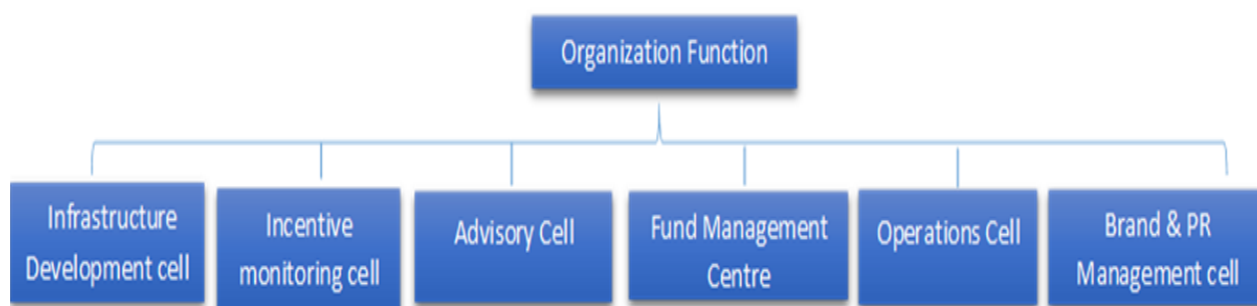 Organization Function
Infrastructure
Development cell
Incentive
monitoring cell
Advisory Cell
Fund Management
Centre
Operations Cell
Brand & PR
Management cell